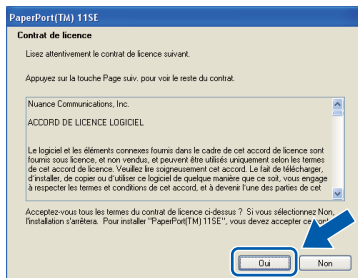 PaperPort(TM) 11SE
Contrat de licence
Lisez attentivement le contrat de licence suivant.
Appuyez sur la touche Page suiv. pour voir le reste du contrat.
Nuance Communications, Inc.
ACCORD DE LICENCE LOGICIEL
Le logiciel et les éléments connexes fournis dans le cadre de cet accord de licence sont
fournis sous licence, et non vendus, et peuvent être utilisés uniquement selon les termes
de cet accord de licence. Veuillez lire soigneusement cet accord. Le fait de télécharger,
d'installer, de copier ou d'utiliser ce logiciel de quelque manière que ce soit, vous engage
à respecter les termes et conditions de cet accord, et à devenir l'une des parties de cet
Acceptez-vous tous les termes du contrat de licence ci-dessus ? Si vous sélectionnez Non,
l'installation s'arrêtera. Pour installer "PaperPort(TM) 11SE", vous devez accepter ce
Oui
Non